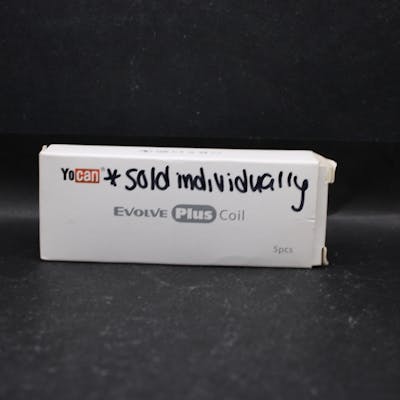 Yocan® * Sold individually
EVOLVE Plus Coil
5pcs